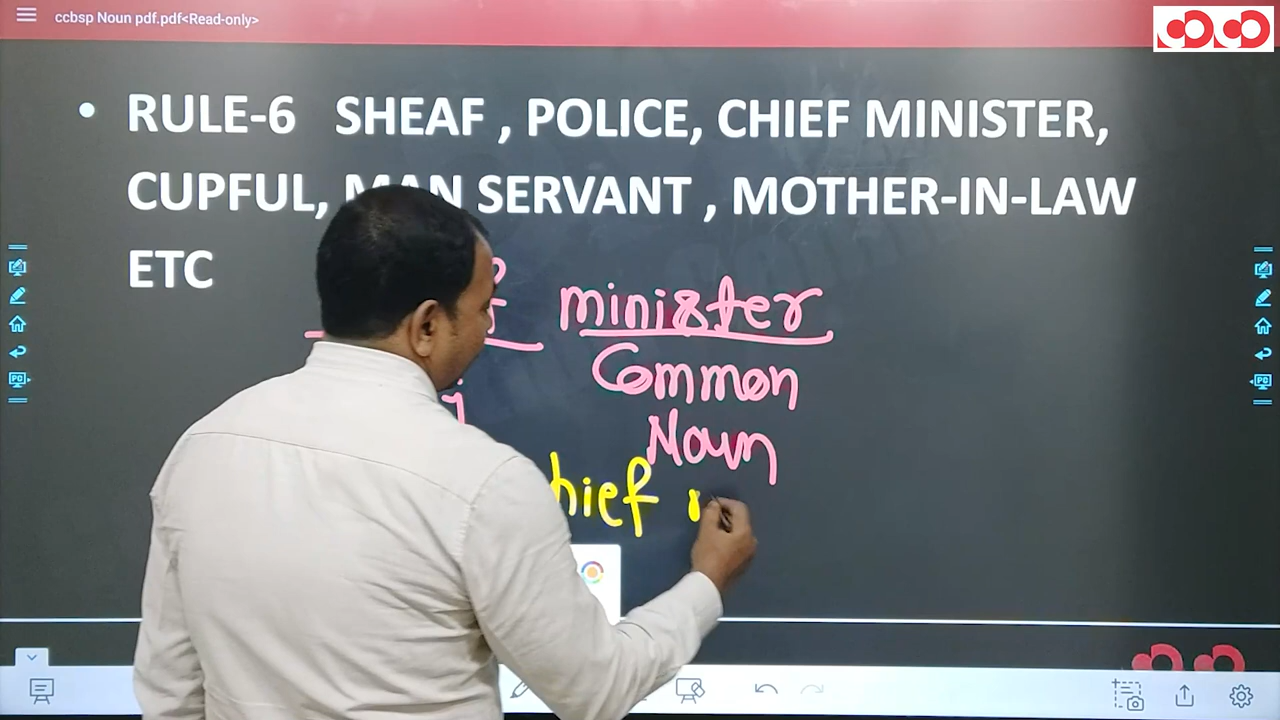 ccbsp Noun pdf.pdf<Read-only>
• RULE-6 SHEAF , POLICE, CHIEF MINISTER,
CUPFUL, MAN SERVANT , MOTHER-IN-LAW
ETC
minister
Common
Noun
hief